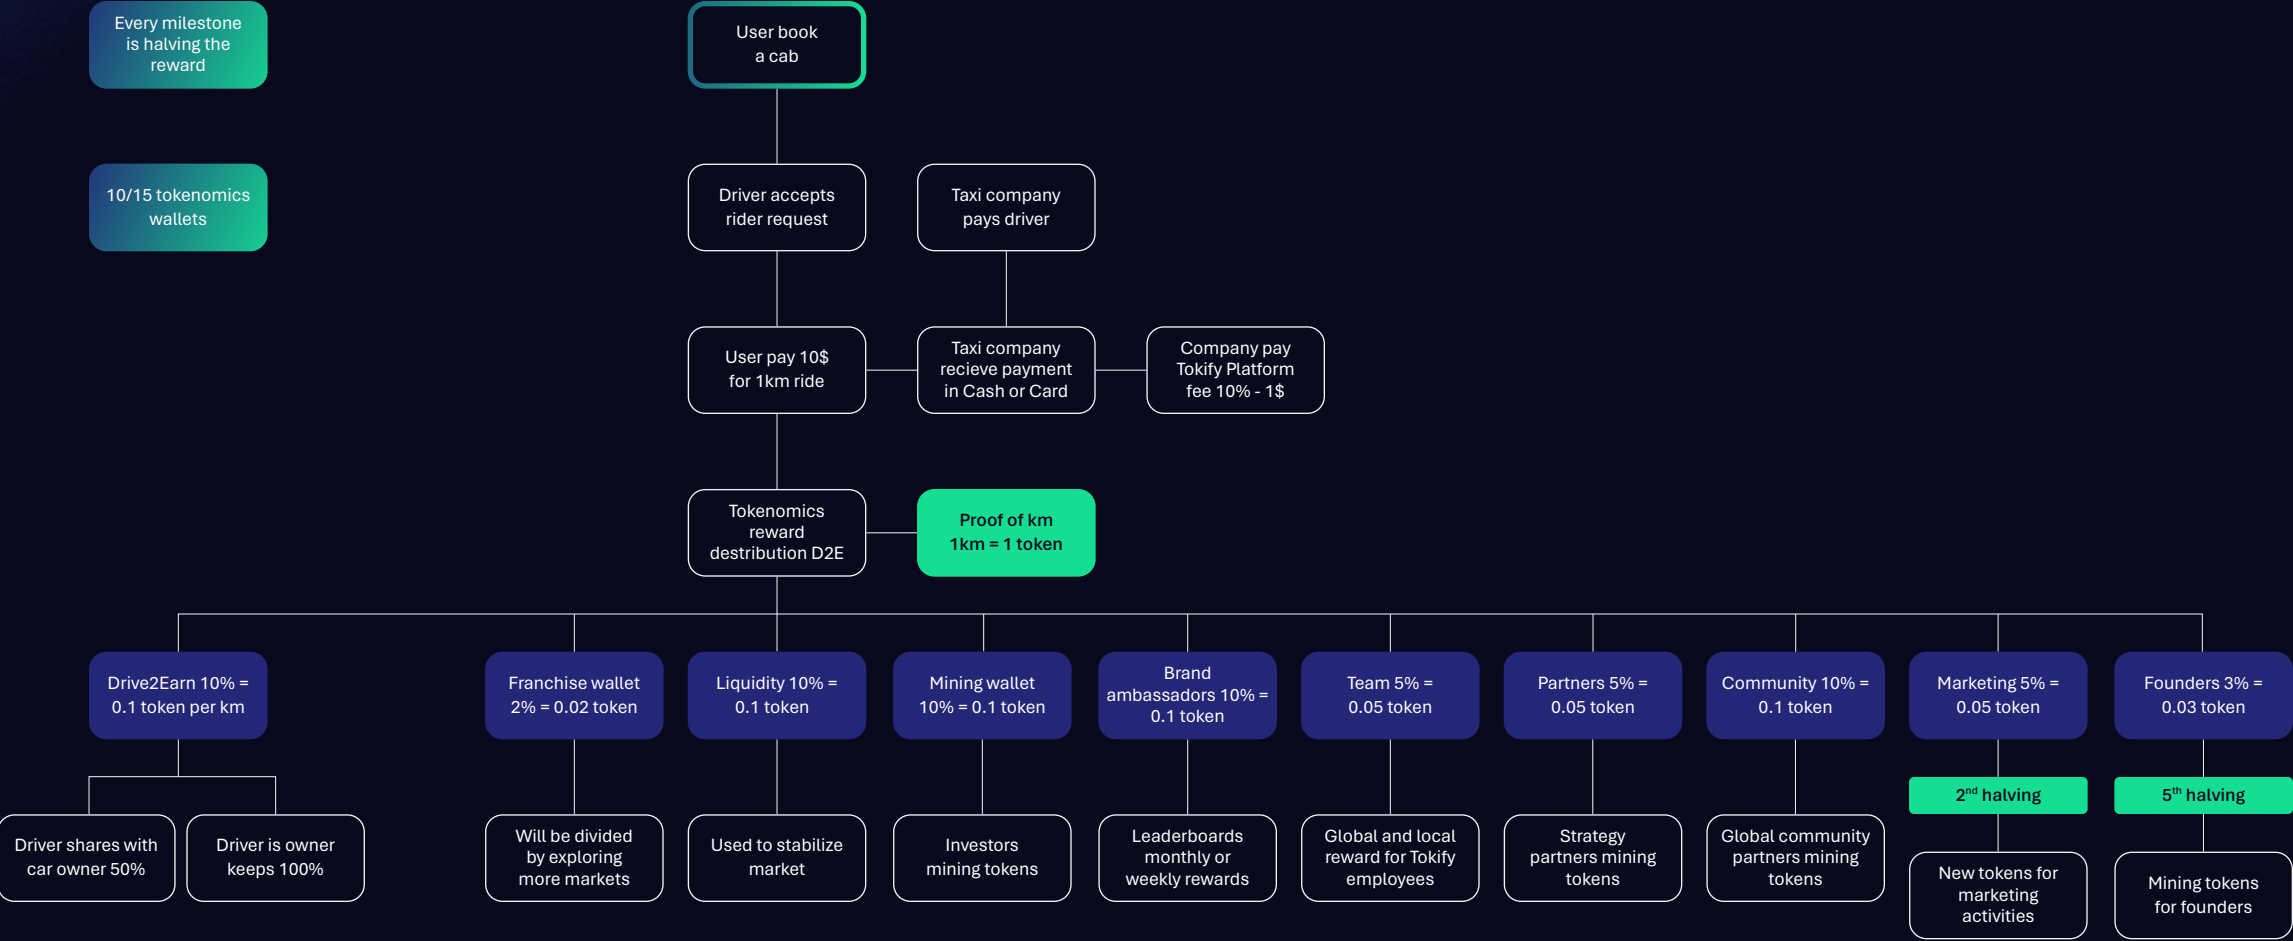 Every milestone
is halving the
reward
User book
a cab
10/15 tokenomics
wallets
Driver accepts
rider request
Taxi company
pays driver
User pay 10$
for 1km ride
Taxi company
recieve payment
in Cash or Card
Company pay
Tokify Platform
fee 10% - 1$
Tokenomics
reward
destribution D2E
Proof of km
1km = 1 token
Drive2Earn 10% =
0.1 token per km
Franchise wallet
2% = 0.02 token
Liquidity 10% =
0.1 token
Mining wallet
10% = 0.1 token
Brand
ambassadors 10% =
0.1 token
Team 5% =
0.05 token
Partners 5% =
0.05 token
Community 10% =
0.1 token
Marketing 5% =
0.05 token
Founders 3% =
0.03 token
2nd halving
5th halving
Driver shares with
car owner 50%
Driver is owner
keeps 100%
Will be divided
by exploring
more markets
Used to stabilize
market
Investors
mining tokens
Leaderboards
monthly or
weekly rewards
Global and local
reward for Tokify
employees
Strategy
partners mining
tokens
Global community
partners mining
tokens
New tokens for
marketing
activities
Mining tokens
for founders